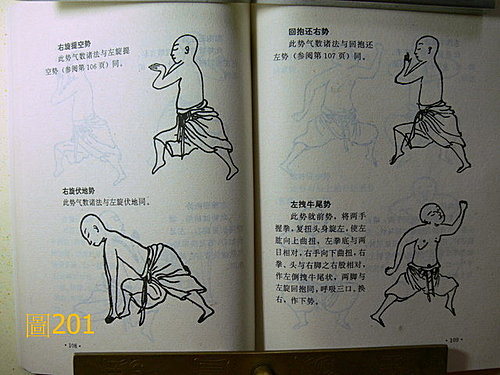 右旋提空势
此势气数诸法与左旋提
空势（参阅第106页）同。
右旋伏地势
此势气数诸法与左旋伏地同。
圖201
·108·
回抱还右势
此势气数诸法与回抱还
左势（参阅第107页）同。
左拽牛尾势
此势就前势，将两手
握拳，复扭头身旋左，使左
肱向上曲扭，左拳底与两
目相对，右手向下曲扭，右
拳、头与右脚之右股相对，
作左倒拽牛尾状，两脚与
左旋回抱同，呼吸三口，换
右，作下势。
·109·